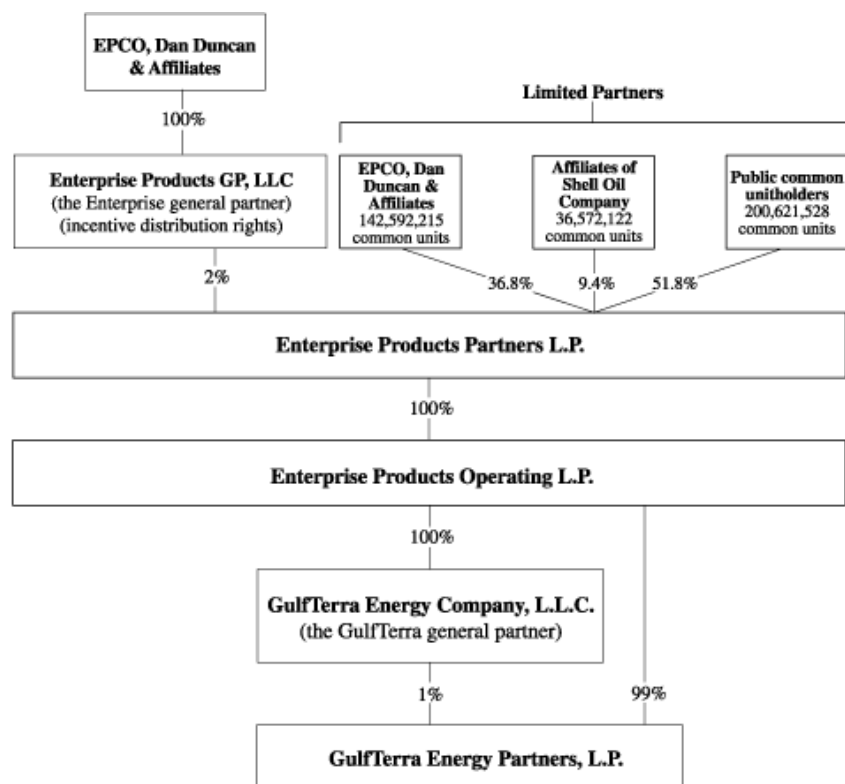 EPCO, Dan Duncan
& Affiliates
100%
Enterprise Products GP, LLC
(the Enterprise general partner)
(incentive distribution rights)
2%
Limited Partners
EPCO, Dan
Duncan &
Affiliates
142,592,215
common units
Affiliates of
Shell Oil
Company
36,572,122
common units
Public common
unitholders
200,621,528
common units
36.8%
9.4%
51.8%
Enterprise Products Partners L.P.
100%
Enterprise Products Operating L.P.
100%
GulfTerra Energy Company, L.L.C.
(the GulfTerra general partner)
1%
99%
GulfTerra Energy Partners, L.P.